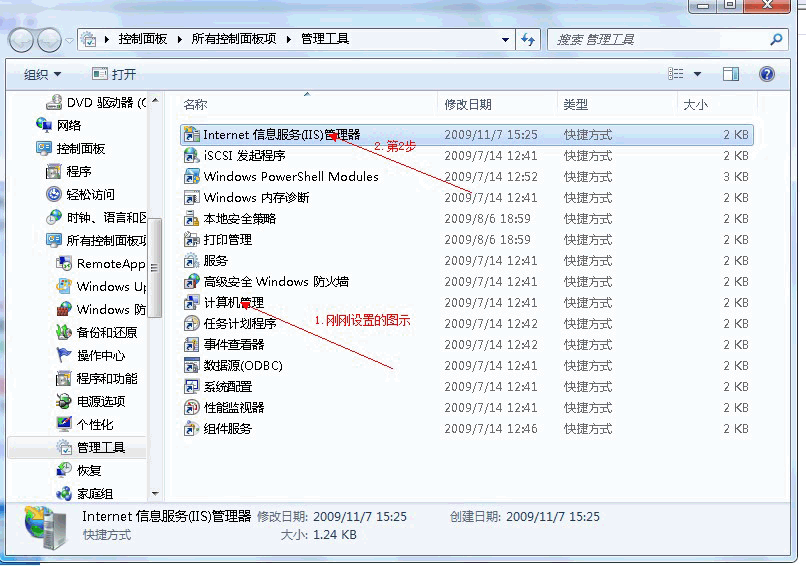 控制面板 ▸ 所有控制面板项 ▸ 管理工具
搜索 管理工具
组织 打开
名称 修改日期 类型 大小
DVD 驱动器 (
网络
控制面板
程序
轻松访问
时钟、语言和区
所有控制面板项
RemoteApp
Windows Up
Windows 防
备份和还原
操作中心
程序和功能
电源选项
个性化
管理工具
恢复
家庭组
Internet 信息服务(IIS)管理器 2009/11/7 15:25 快捷方式 2 KB
iSCSI 发起程序 2009/7/14 12:41 快捷方式 2 KB
Windows PowerShell Modules 2009/7/14 12:52 快捷方式 3 KB
Windows 内存诊断 2009/7/14 12:41 快捷方式 2 KB
本地安全策略 2009/8/6 18:59 快捷方式 2 KB
打印管理 2009/8/6 18:59 快捷方式 2 KB
服务 2009/7/14 12:41 快捷方式 2 KB
高级安全 Windows 防火墙 2009/7/14 12:41 快捷方式 2 KB
计算机管理 2009/7/14 12:41 快捷方式 2 KB
任务计划程序 2009/7/14 12:42 快捷方式 2 KB
事件查看器 2009/7/14 12:42 快捷方式 2 KB
数据源(ODBC) 2009/7/14 12:41 快捷方式 2 KB
系统配置 2009/7/14 12:41 快捷方式 2 KB
性能监视器 2009/7/14 12:41 快捷方式 2 KB
组件服务 2009/7/14 12:46 快捷方式 2 KB
2. 第2步
1.刚刚设置的图示
Internet 信息服务(IIS)管理器 修改日期: 2009/11/7 15:25 创建日期: 2009/11/7 15:25
快捷方式 大小: 1.24 KB